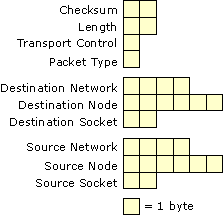 Checksum
Length
Transport Control
Packet Type
Destination Network
Destination Node
Destination Socket
Source Network
Source Node
Source Socket
= 1 byte